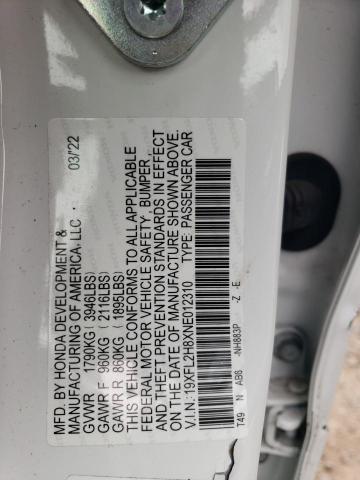 MFD. BY HONDA DEVELOPMENT &
MANUFACTURING OF AMERICA, LLC 03/'22
GVWR 1790KG (3946LBS)
GAWR F 960KG (2116LBS)
GAWR R 860KG (1895LBS)
THIS VEHICLE CONFORMS TO ALL APPLICABLE
FEDERAL MOTOR VEHICLE SAFETY, BUMPER,
AND THEFT PREVENTION STANDARDS IN EFFECT
ON THE DATE OF MANUFACTURE SHOWN ABOVE.
V.I.N.: 19XFL2H8XNE012310 TYPE: PASSENGER CAR
T49 N AB6 -NH883P -Z -E